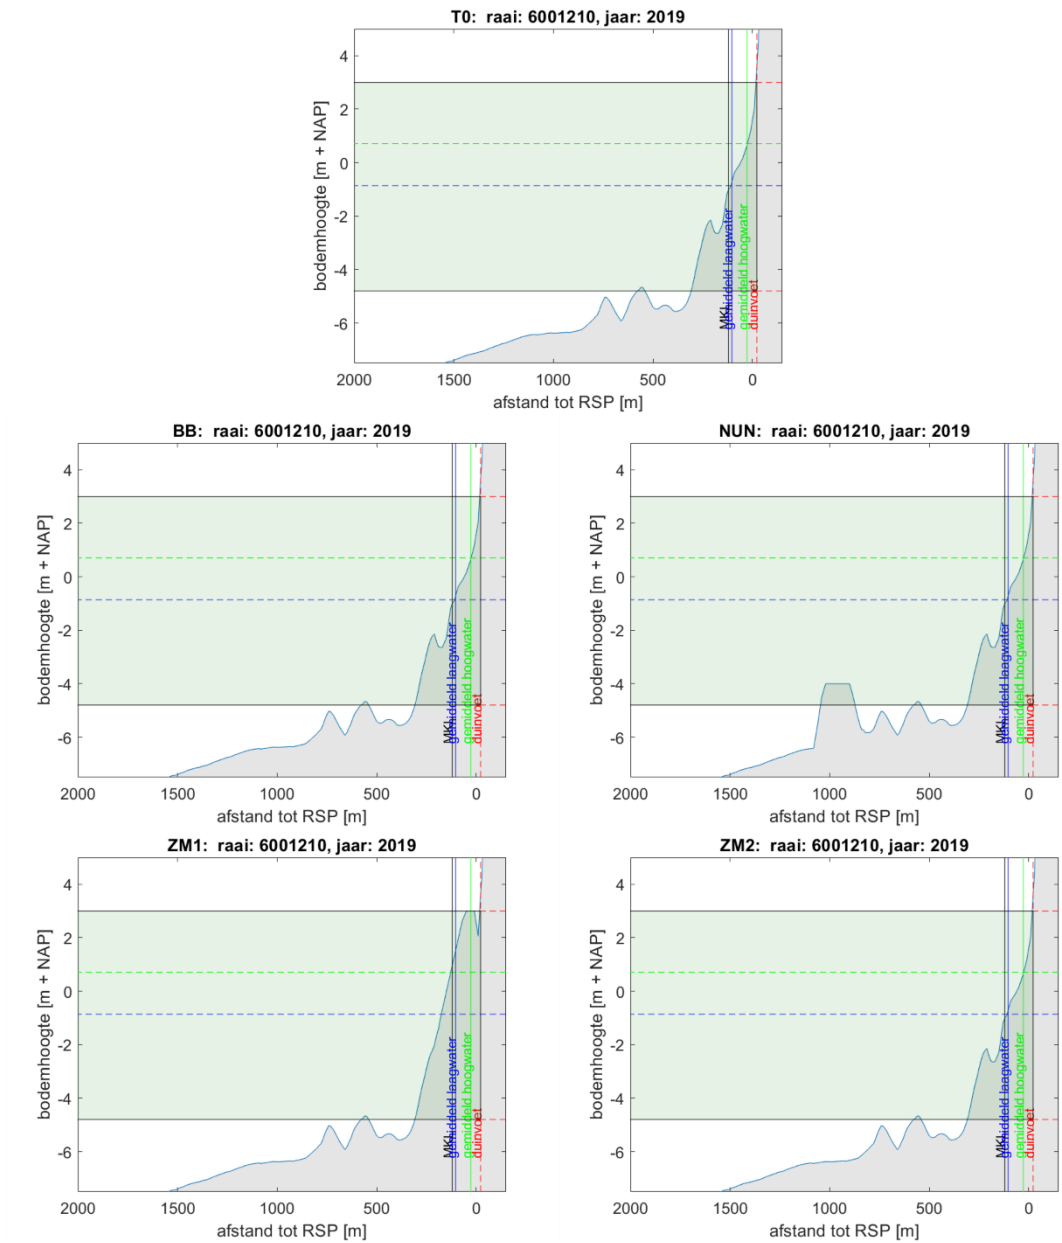 T0: raai: 6001210, jaar: 2019
bodemhoogte [m + NAP]
4
2
0
-2
-4
-6
MKL
gemiddeld laagwater
gemiddeld hoogwater
duinvoet
2000 1500 1000 500 0
afstand tot RSP [m]
BB: raai: 6001210, jaar: 2019
bodemhoogte [m + NAP]
4
2
0
-2
-4
-6
MKL
gemiddeld laagwater
gemiddeld hoogwater
duinvoet
2000 1500 1000 500 0
afstand tot RSP [m]
NUN: raai: 6001210, jaar: 2019
bodemhoogte [m + NAP]
4
2
0
-2
-4
-6
MKL
gemiddeld laagwater
gemiddeld hoogwater
duinvoet
2000 1500 1000 500 0
afstand tot RSP [m]
ZM1: raai: 6001210, jaar: 2019
bodemhoogte [m + NAP]
4
2
0
-2
-4
-6
MKL
gemiddeld laagwater
gemiddeld hoogwater
duinvoet
2000 1500 1000 500 0
afstand tot RSP [m]
ZM2: raai: 6001210, jaar: 2019
bodemhoogte [m + NAP]
4
2
0
-2
-4
-6
MKL
gemiddeld laagwater
gemiddeld hoogwater
duinvoet
2000 1500 1000 500 0
afstand tot RSP [m]